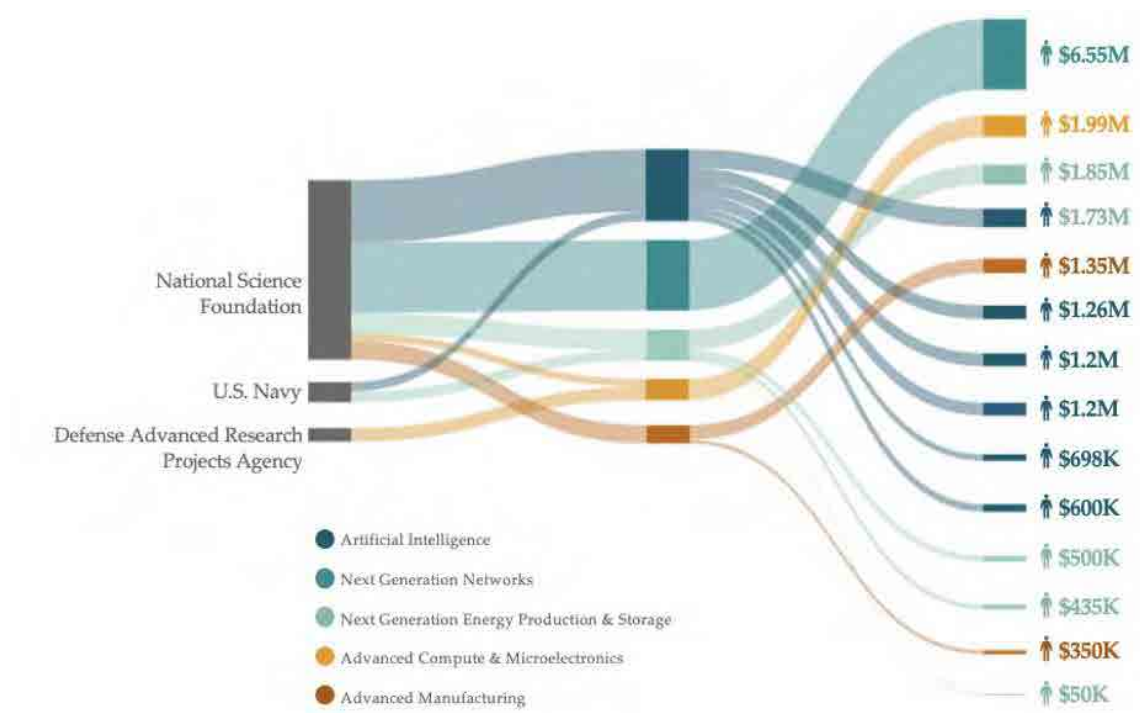 $6.55M
$1.99M
$1.85M
$1.73M
$1.35M
$1.26M
$1.2M
$1.2M
$698K
$600K
$500K
$435K
$350K
$50K
National Science
Foundation
U.S. Navy
Defense Advanced Research
Projects Agency
Artificial Intelligence
Next Generation Networks
Next Generation Energy Production & Storage
Advanced Compute & Microelectronics
Advanced Manufacturing